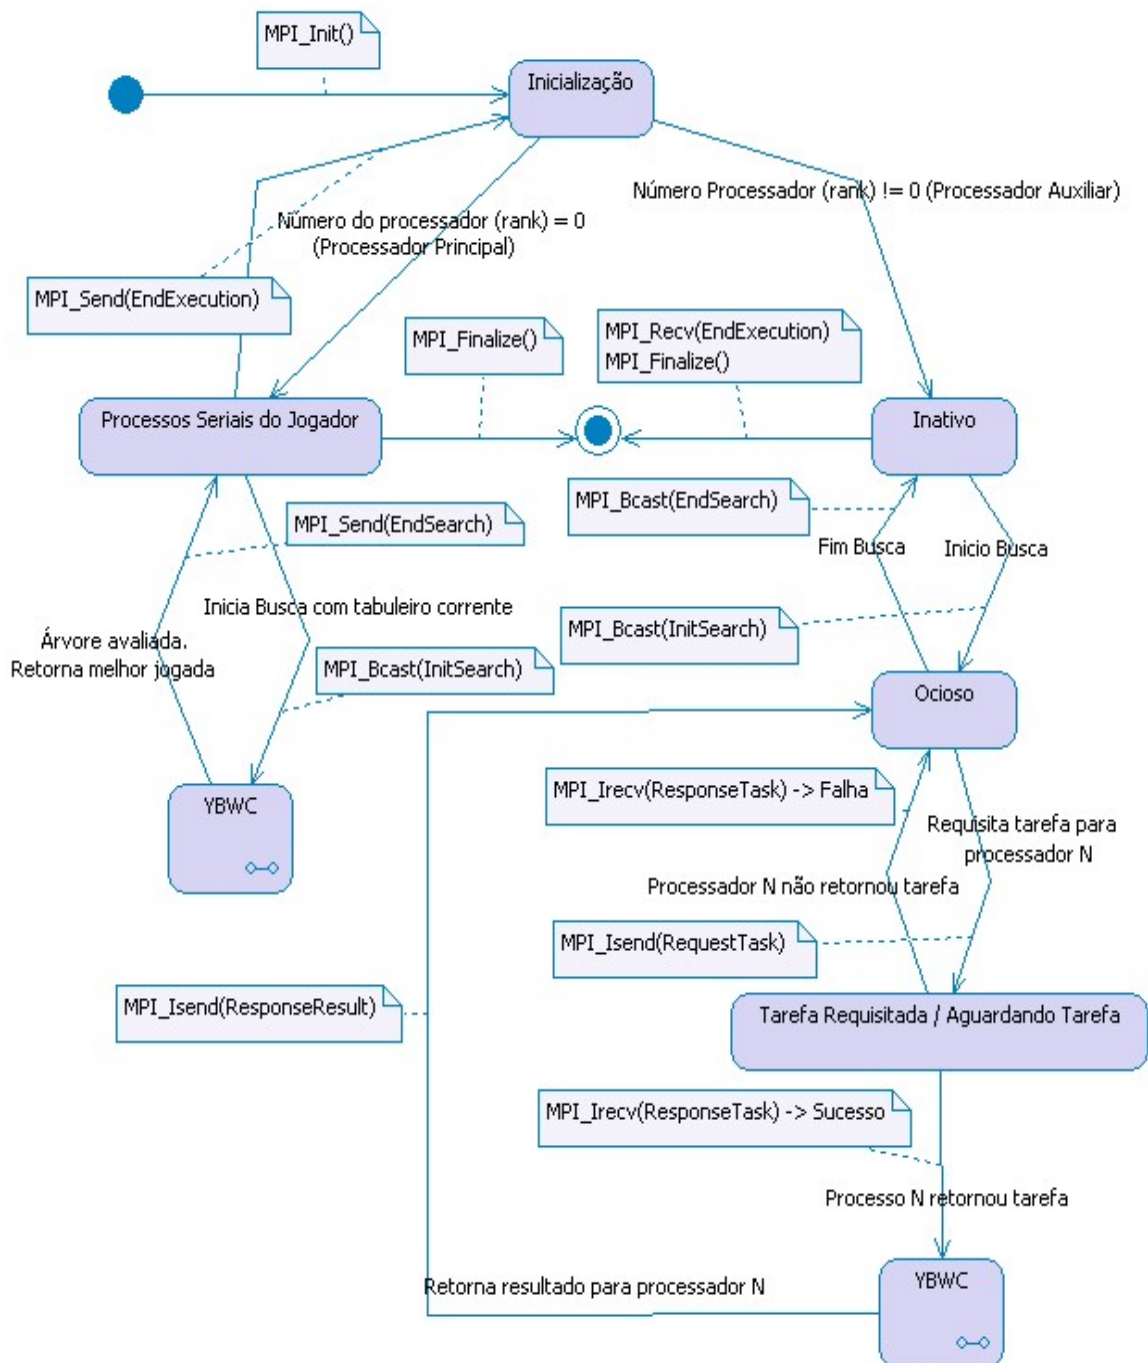 MPI_Init()
Inicialização
Número Processador (rank) != 0 (Processador Auxiliar)
Número do processador (rank) = 0
(Processador Principal)
MPI_Send(EndExecution)
MPI_Finalize()
MPI_Recv(EndExecution)
MPI_Finalize()
Processos Seriais do Jogador
Inativo
MPI_Bcast(EndSearch)
MPI_Send(EndSearch)
Fim Busca
Inicio Busca
Inicia Busca com tabuleiro corrente
MPI_Bcast(InitSearch)
Árvore avaliada.
Retorna melhor jogada
MPI_Bcast(InitSearch)
Ocioso
YBWC
MPI_Irecv(ResponseTask) -> Falha
Requisita tarefa para
processador N
Processador N não retornou tarefa
MPI_Isend(RequestTask)
MPI_Isend(ResponseResult)
Tarefa Requisitada / Aguardando Tarefa
MPI_Irecv(ResponseTask) -> Sucesso
Processo N retornou tarefa
YBWC
Retorna resultado para processador N